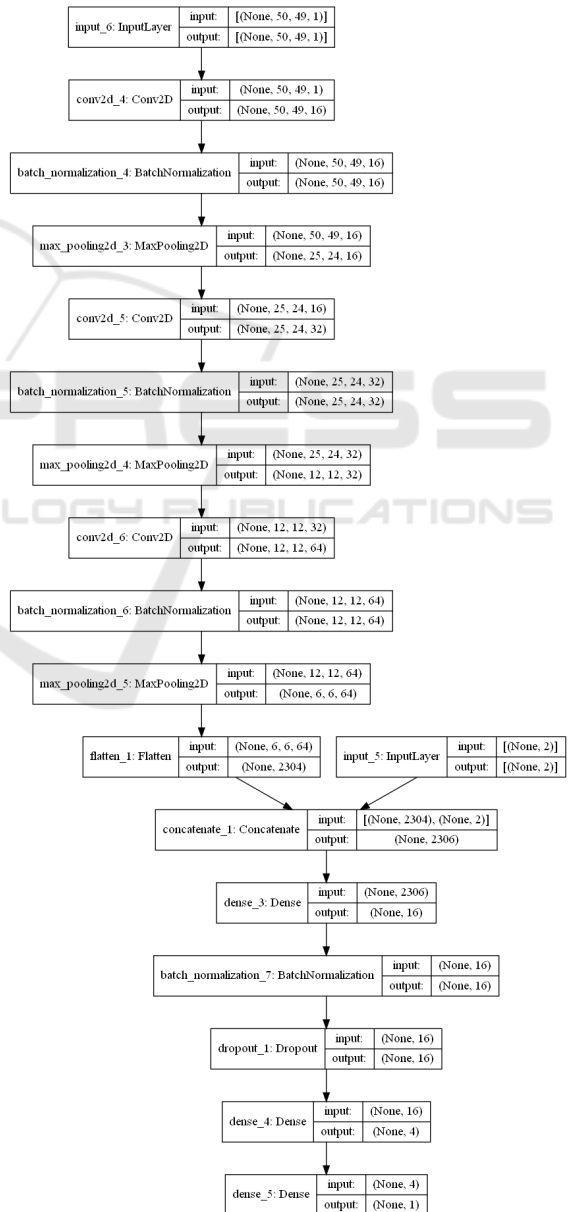 input_6: InputLayer input: [(None, 50, 49, 1)]
output: [(None, 50, 49, 1)]
conv2d_4: Conv2D input: (None, 50, 49, 1)
output: (None, 50, 49, 16)
batch_normalization_4: BatchNormalization input: (None, 50, 49, 16)
output: (None, 50, 49, 16)
max_pooling2d_3: MaxPooling2D input: (None, 50, 49, 16)
output: (None, 25, 24, 16)
conv2d_5: Conv2D input: (None, 25, 24, 16)
output: (None, 25, 24, 32)
batch_normalization_5: BatchNormalization input: (None, 25, 24, 32)
output: (None, 25, 24, 32)
PRESS
max_pooling2d_4: MaxPooling2D input: (None, 25, 24, 32)
output: (None, 12, 12, 32)
LOGY PUBLICATIONS
conv2d_6: Conv2D input: (None, 12, 12, 32)
output: (None, 12, 12, 64)
batch_normalization_6: BatchNormalization input: (None, 12, 12, 64)
output: (None, 12, 12, 64)
max_pooling2d_5: MaxPooling2D input: (None, 12, 12, 64)
output: (None, 6, 6, 64)
flatten_1: Flatten input: (None, 6, 6, 64)
output: (None, 2304)
input_5: InputLayer input: [(None, 2)]
output: [(None, 2)]
concatenate_1: Concatenate input: [(None, 2304), (None, 2)]
output: (None, 2306)
dense_3: Dense input: (None, 2306)
output: (None, 16)
batch_normalization_7: BatchNormalization input: (None, 16)
output: (None, 16)
dropout_1: Dropout input: (None, 16)
output: (None, 16)
dense_4: Dense input: (None, 16)
output: (None, 4)
dense_5: Dense input: (None, 4)
output: (None, 1)